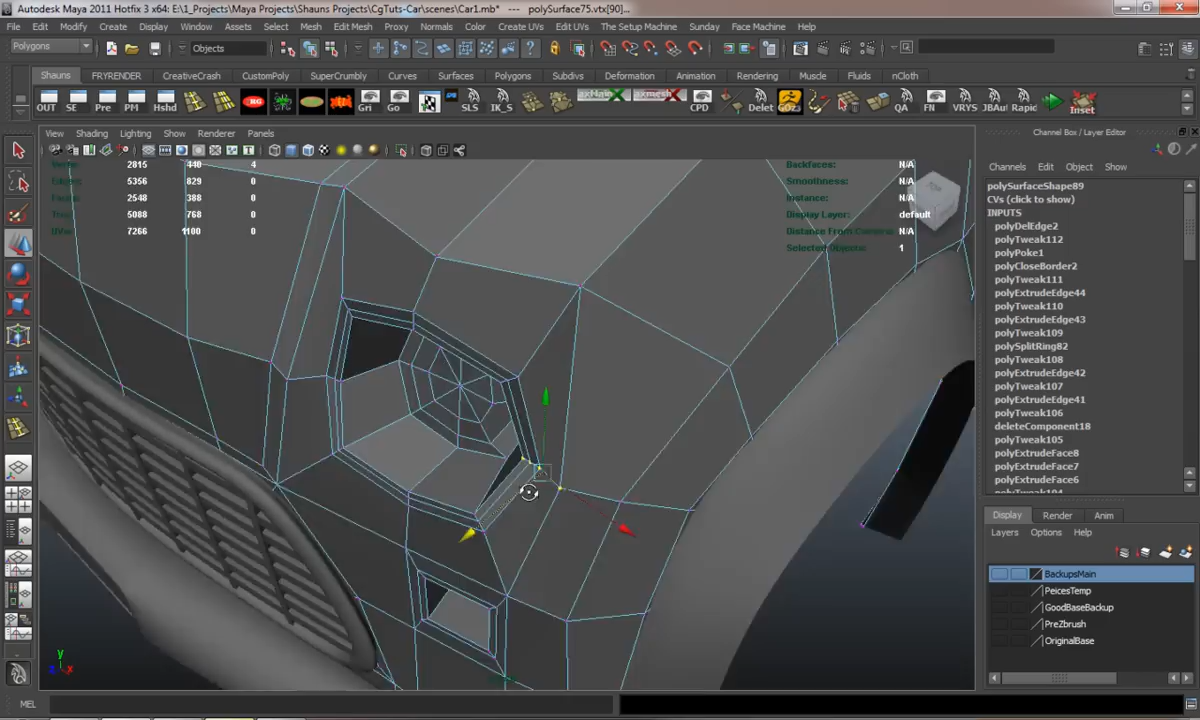 Autodesk Maya 2011 Hotfix 3 x64: E:\1_Projects\Maya Projects\Shauns Projects\CgTuts-Car\scenes\Car1.mb* --- polySurface75.vtx[90]...
File Edit Modify Create Display Window Assets Select Mesh Edit Mesh Proxy Normals Color Create UVs Edit UVs The Setup Machine Sunday Face Machine Help
Polygons Objects
Shauns FRYRENDER CreativeCrash CustomPoly SuperCrumbly Curves Surfaces Polygons Subdivs Deformation Animation Rendering Muscle Fluids nCloth
OUT SE Pre PM Hshd Gri Go SLS IK_S CPD Delet GOz QA FN VRYS JBAu Rapic Inset
View Shading Lighting Show Renderer Panels
2815 440 4
5356 829 0
2548 388 0
5088 768 0
7266 1100 0
Backfaces: N/A
Smoothness: N/A
Instance: N/A
Display Layer: default
Distance From Camera: N/A
Selected Objects: 1
Channel Box / Layer Editor
Channels Edit Object Show
polySurfaceShape89
CVs (click to show)
INPUTS
polyDelEdge2
polyTweak112
polyPoke1
polyCloseBorder2
polyTweak111
polyExtrudeEdge44
polyTweak110
polyExtrudeEdge43
polyTweak109
polySplitRing82
polyTweak108
polyExtrudeEdge42
polyTweak107
polyExtrudeEdge41
polyTweak106
deleteComponent18
polyTweak105
polyExtrudeFace8
polyExtrudeFace7
polyExtrudeFace6
Display Render Anim
Layers Options Help
BackupsMain
PeicesTemp
GoodBaseBackup
PreZbrush
OriginalBase
y
z x
MEL